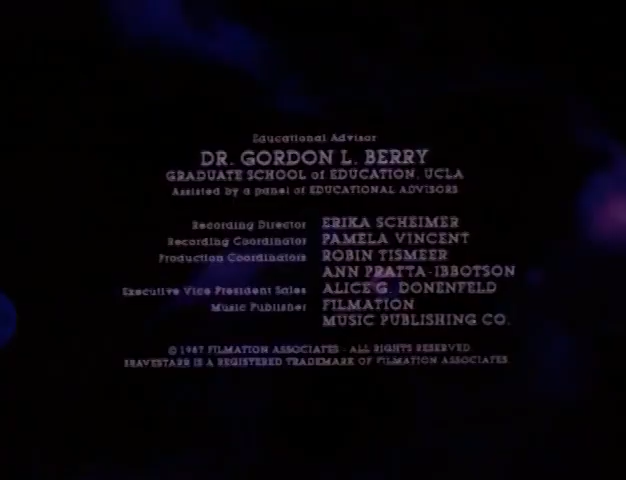 Educational Advisor
DR. GORDON L. BERRY
GRADUATE SCHOOL of EDUCATION, UCLA
Assisted by a panel of EDUCATIONAL ADVISORS
Recording Director ERIKA SCHEIMER
Recording Coordinator PAMELA VINCENT
Production Coordinators ROBIN TISMEER
ANN PRATTA-IBBOTSON
Executive Vice President Sales ALICE G. DONENFELD
Music Publisher FILMATION
MUSIC PUBLISHING CO.
© 1987 FILMATION ASSOCIATES - ALL RIGHTS RESERVED
BRAVESTARR IS A REGISTERED TRADEMARK OF FILMATION ASSOCIATES